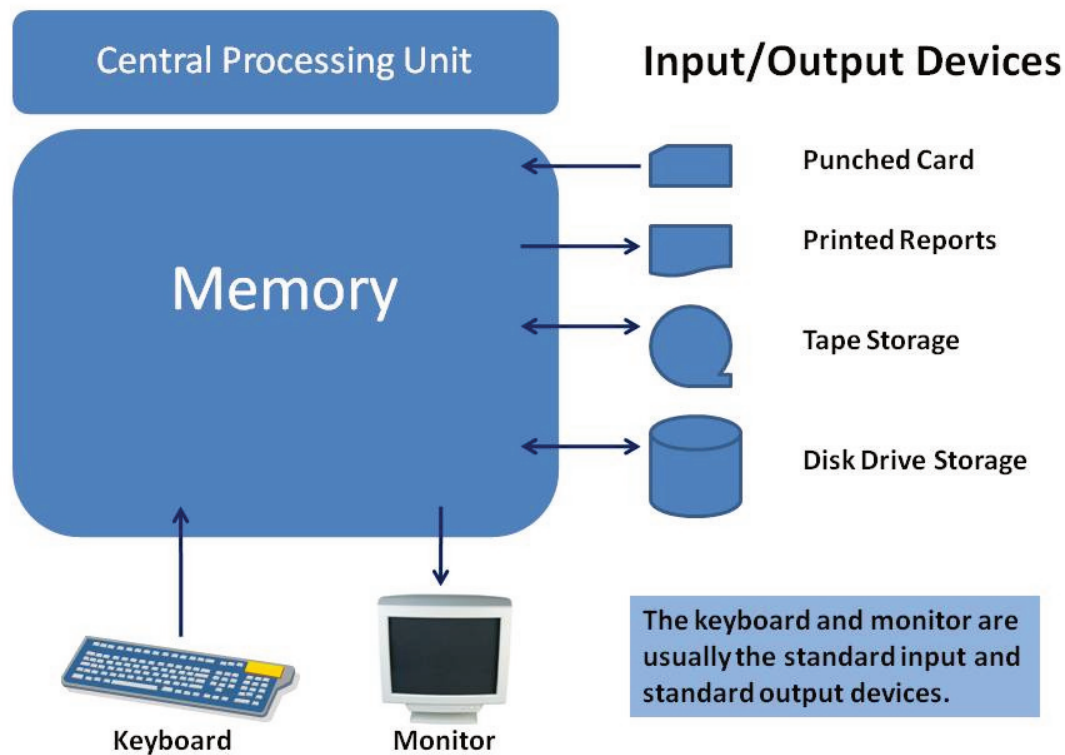 Central Processing Unit
Input/Output Devices
Memory
Punched Card
Printed Reports
Tape Storage
Disk Drive Storage
The keyboard and monitor are
usually the standard input and
standard output devices.
Keyboard
Monitor